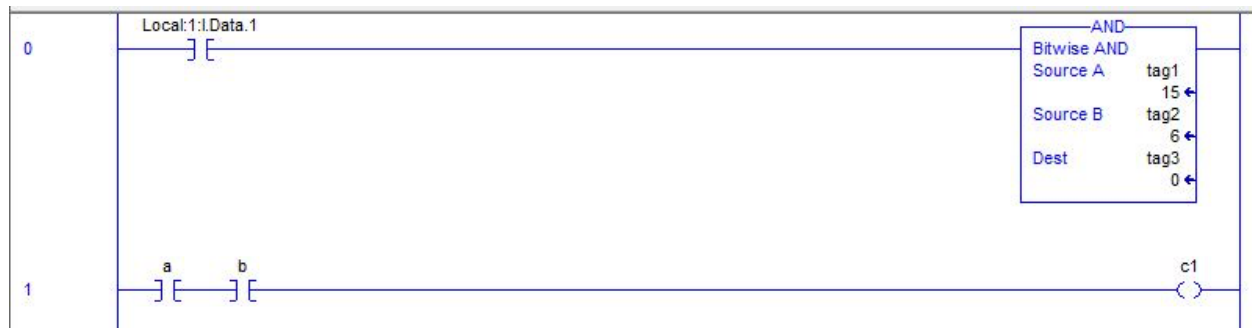 Local:1:I.Data.1
0
AND
Bitwise AND
Source A tag1
15
Source B tag2
6
Dest tag3
0
a b c1
1